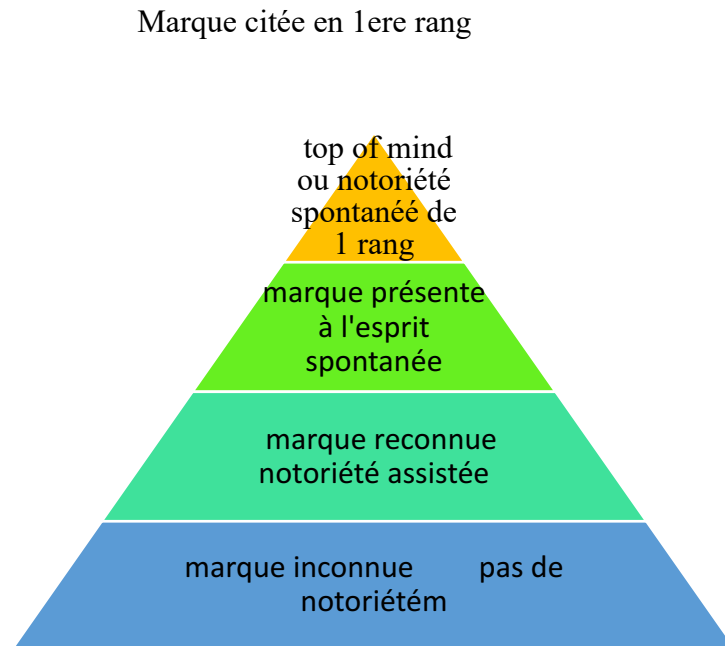 Marque citée en 1ere rang
top of mind
ou notoriété
spontanéé de
1 rang
marque présente
à l'esprit
spontanée
marque reconnue
notoriété assistée
marque inconnue pas de
notoriétém